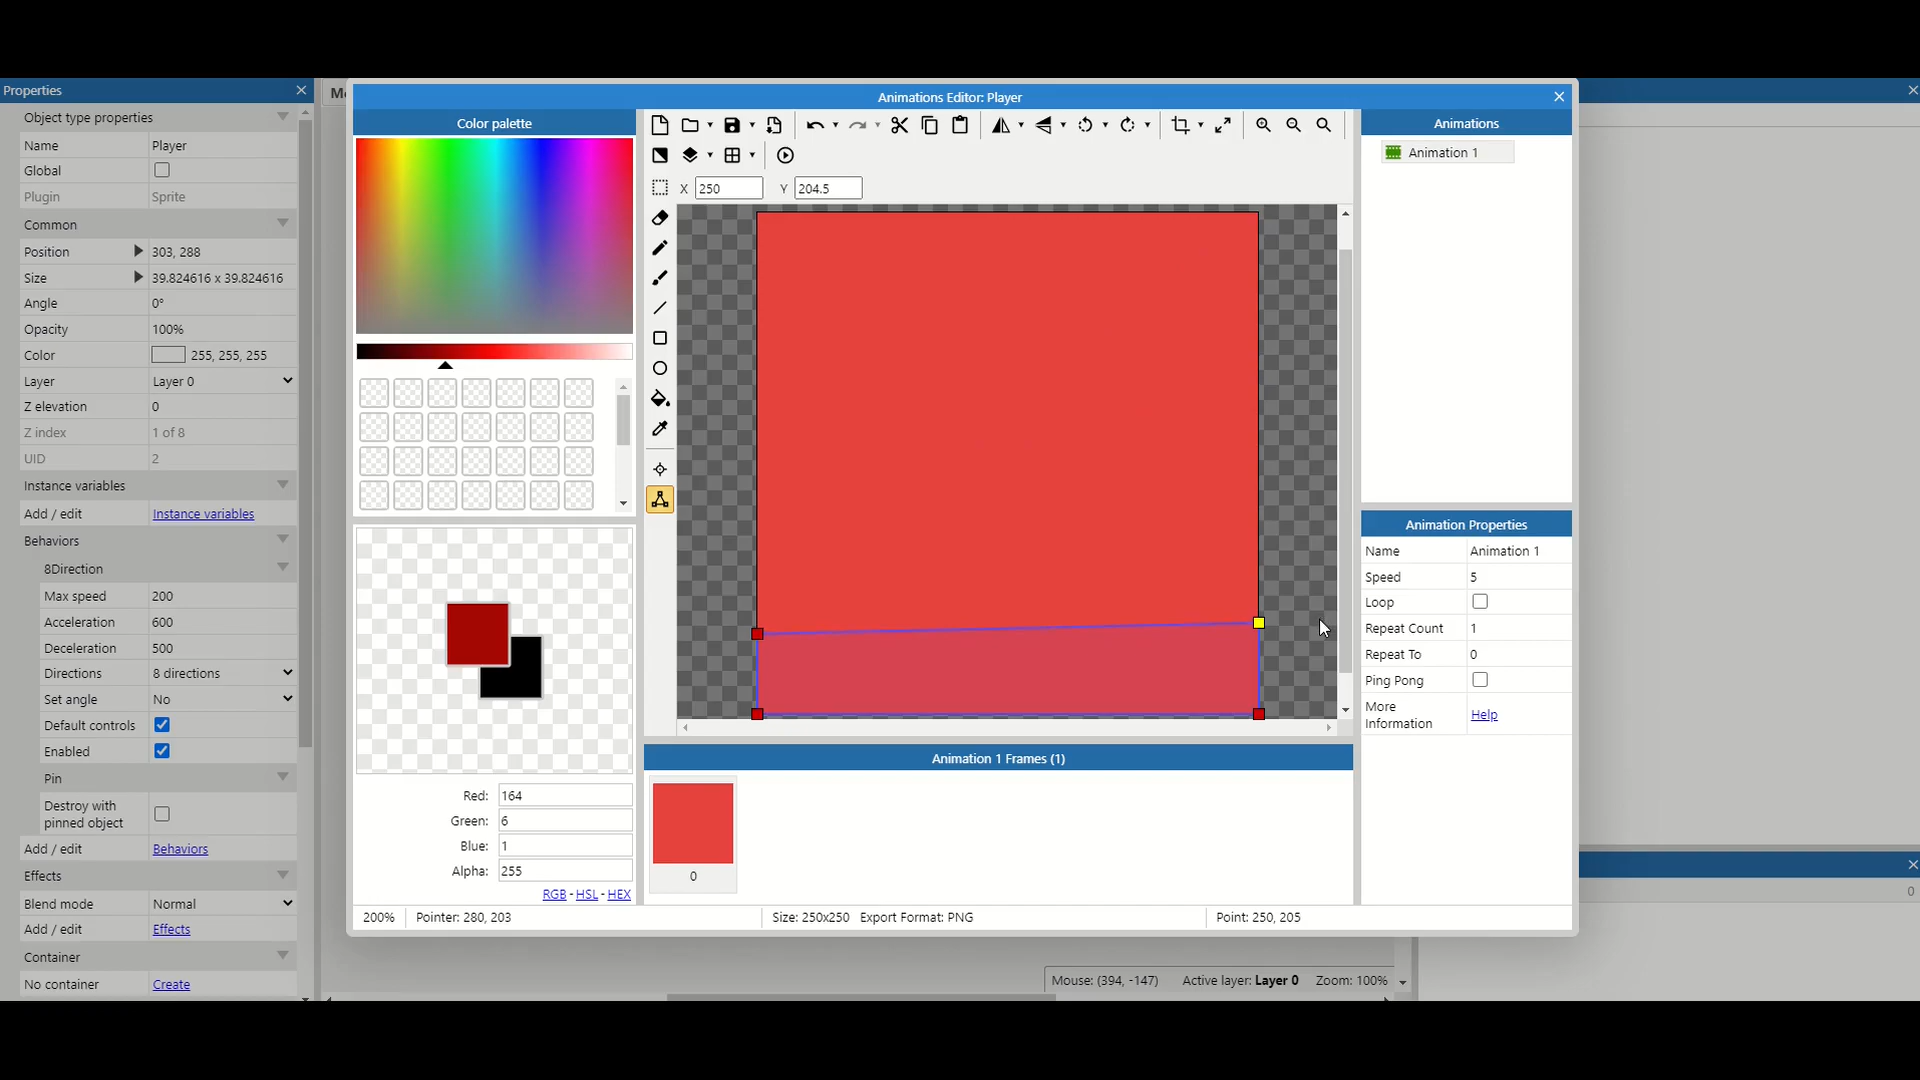 Properties
Object type properties
Name Player
Global
Plugin Sprite
Common
Position 303, 288
Size 39.824616 x 39.824616
Angle 0°
Opacity 100%
Color 255, 255, 255
Layer Layer 0
Z elevation 0
Z index 1 of 8
UID 2
Instance variables
Add / edit Instance variables
Behaviors
8Direction
Max speed 200
Acceleration 600
Deceleration 500
Directions 8 directions
Set angle No
Default controls
Enabled
Pin
Destroy with
pinned object
Add / edit Behaviors
Effects
Blend mode Normal
Add / edit Effects
Container
No container Create
Animations Editor: Player
Color palette
Red: 164
Green: 6
Blue: 1
Alpha: 255
RGB - HSL - HEX
X 250 Y 204.5
Animation 1 Frames (1)
0
Animations
Animation 1
Animation Properties
Name Animation 1
Speed 5
Loop
Repeat Count 1
Repeat To 0
Ping Pong
More
Information Help
200% Pointer: 280, 203 Size: 250x250 Export Format: PNG Point: 250, 205
0
Mouse: (394, -147) Active layer: Layer 0 Zoom: 100%